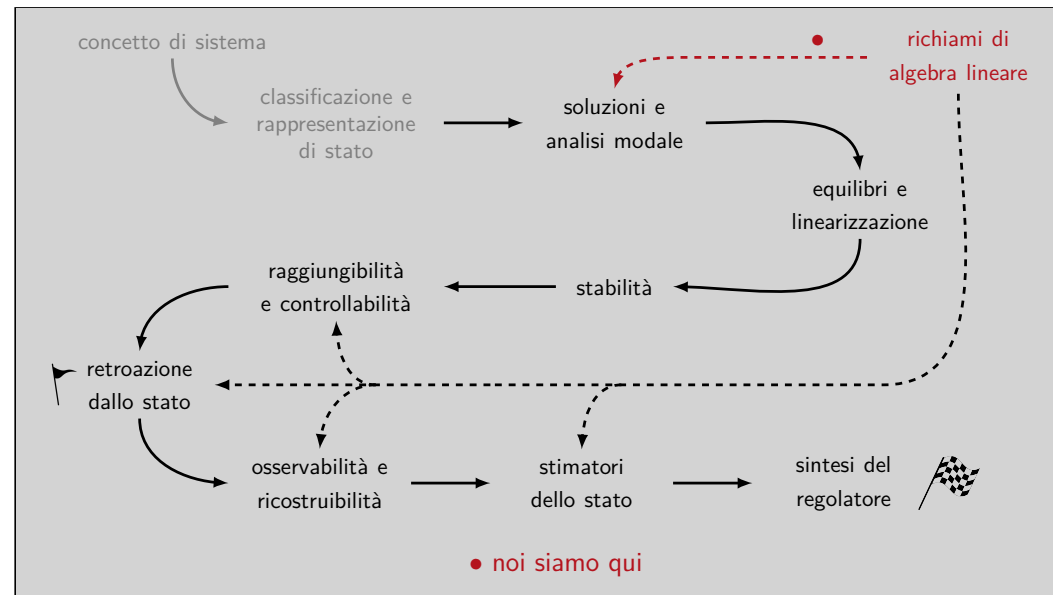 concetto di sistema
richiami di
algebra lineare
classificazione e
rappresentazione
di stato
soluzioni e
analisi modale
equilibri e
linearizzazione
raggiungibilità
e controllabilità
stabilità
retroazione
dallo stato
osservabilità e
ricostruibilità
stimatori
dello stato
sintesi del
regolatore
noi siamo qui